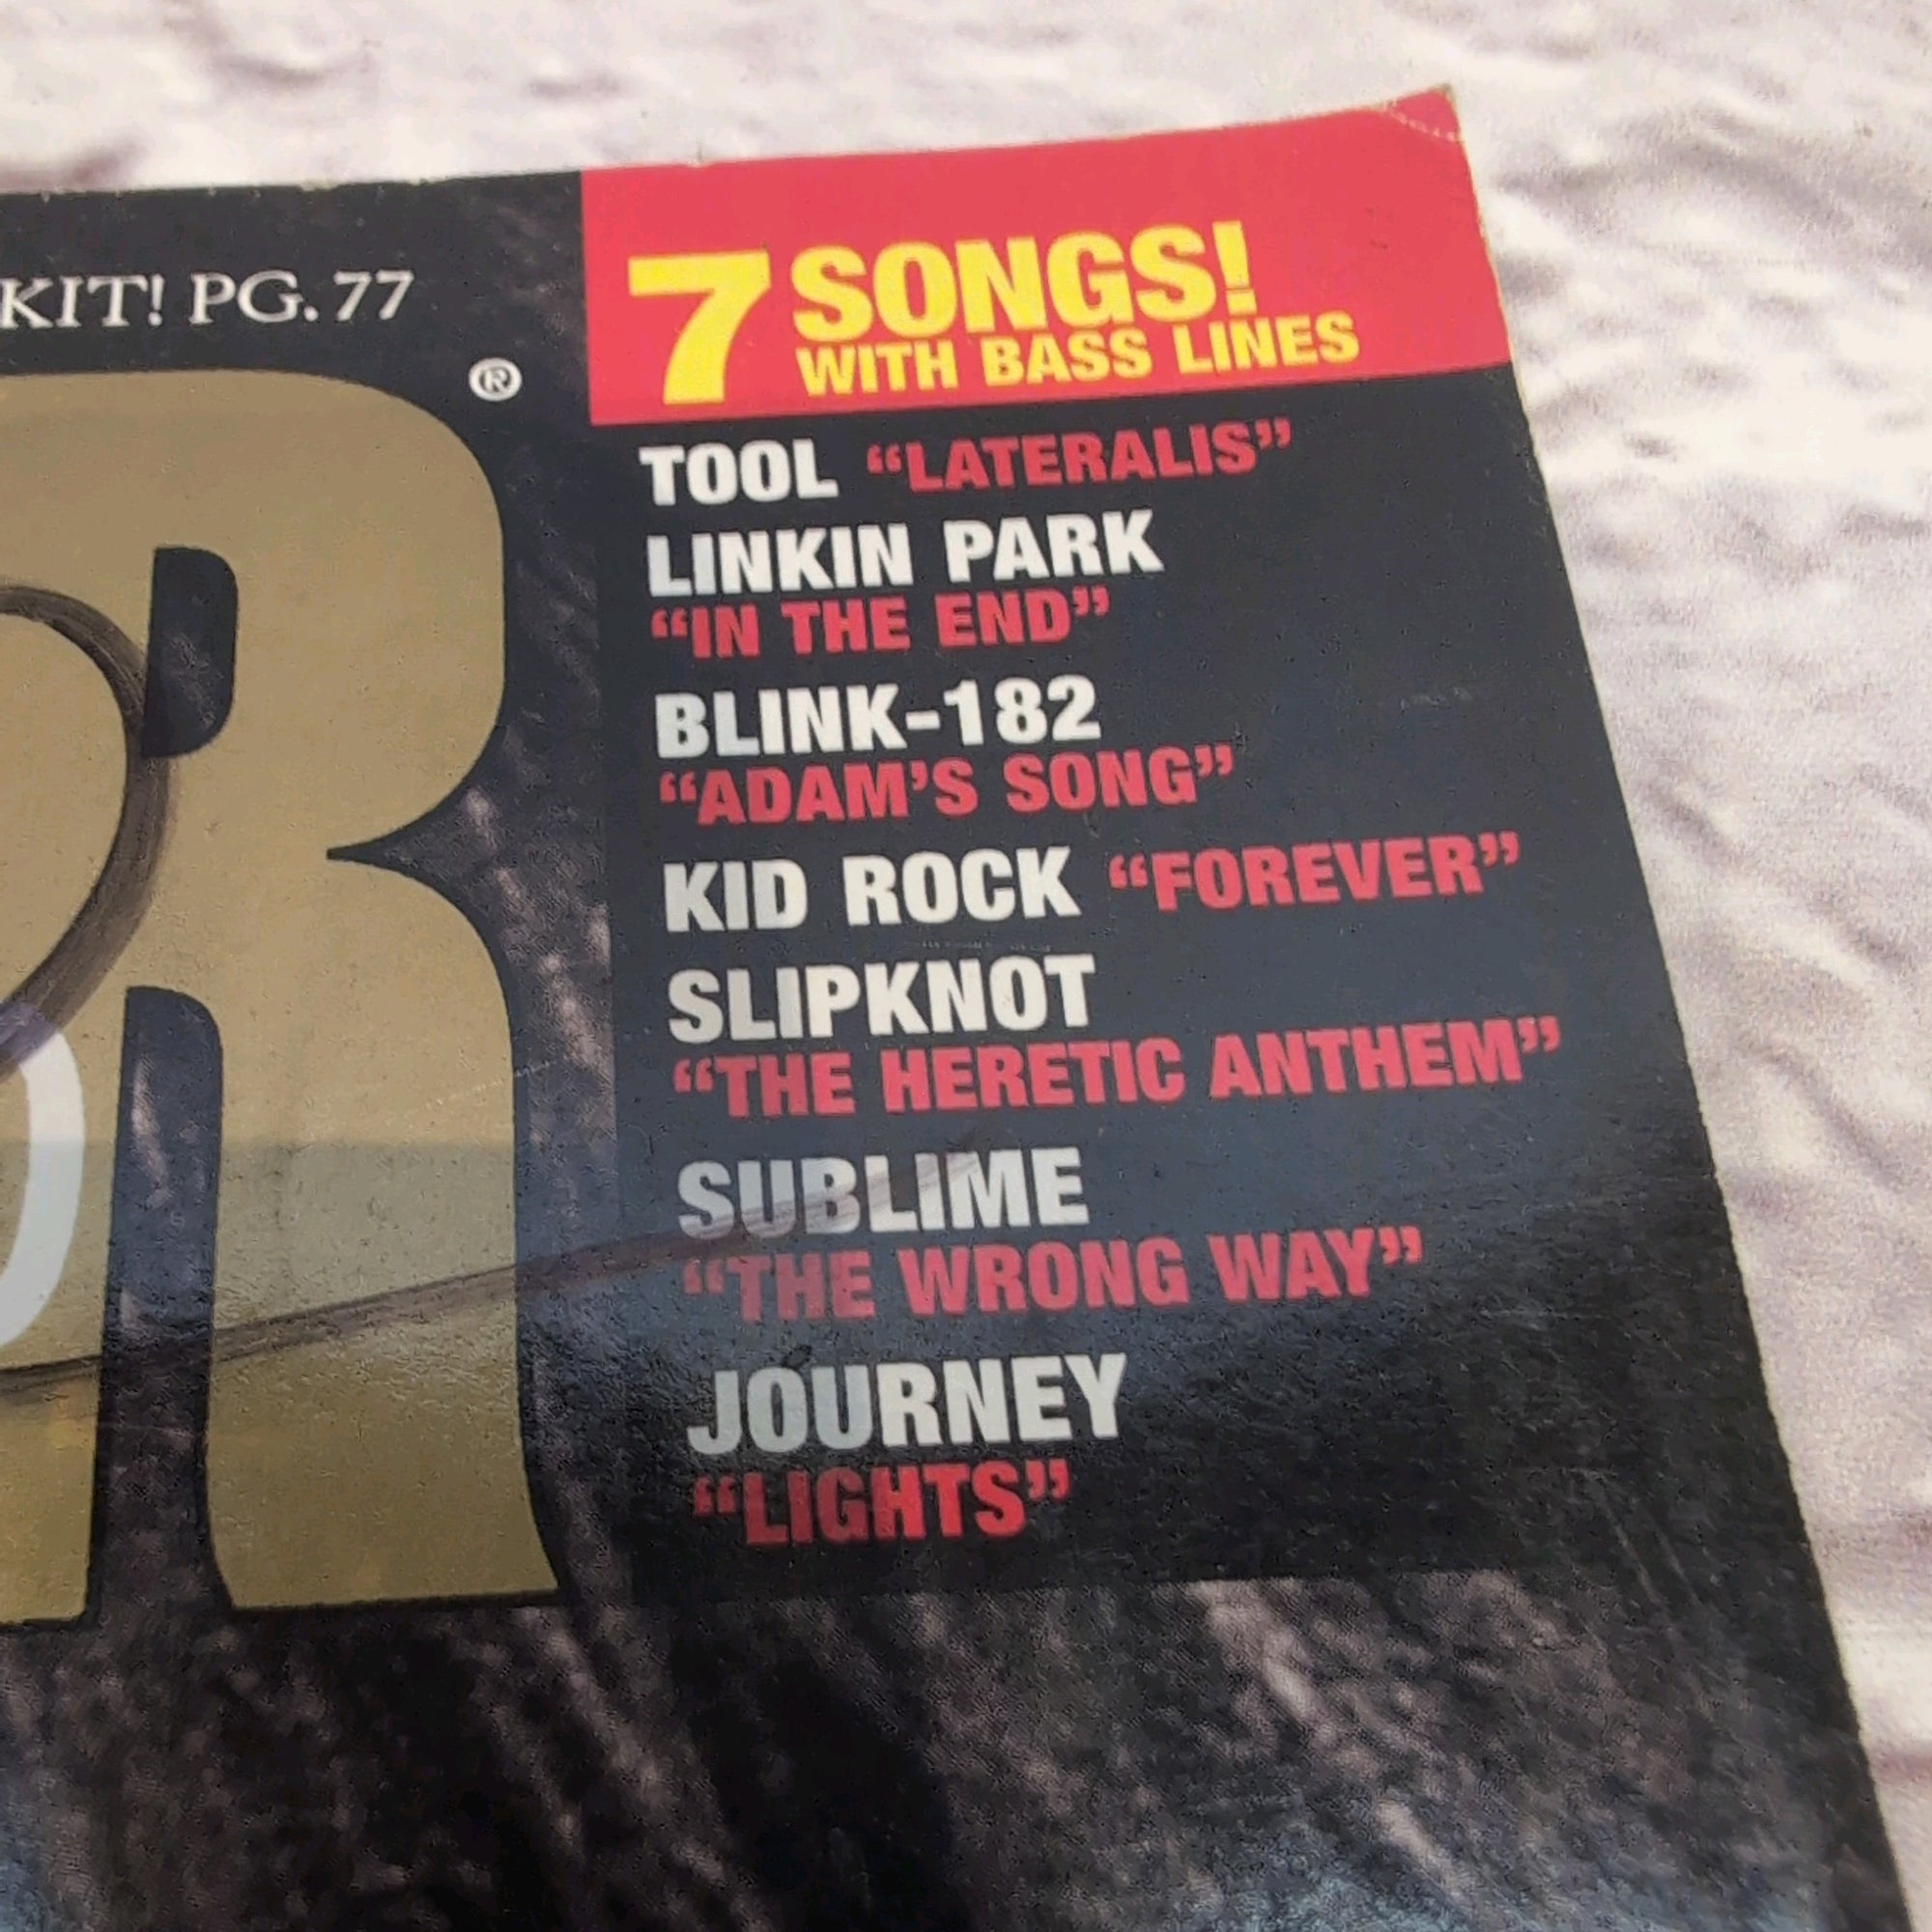 KIT! PG. 77
R®
7 SONGS!
WITH BASS LINES
TOOL “LATERALIS”
LINKIN PARK
“IN THE END”
BLINK-182
“ADAM’S SONG”
KID ROCK “FOREVER”
SLIPKNOT
“THE HERETIC ANTHEM”
SUBLIME
“THE WRONG WAY”
JOURNEY
“LIGHTS”